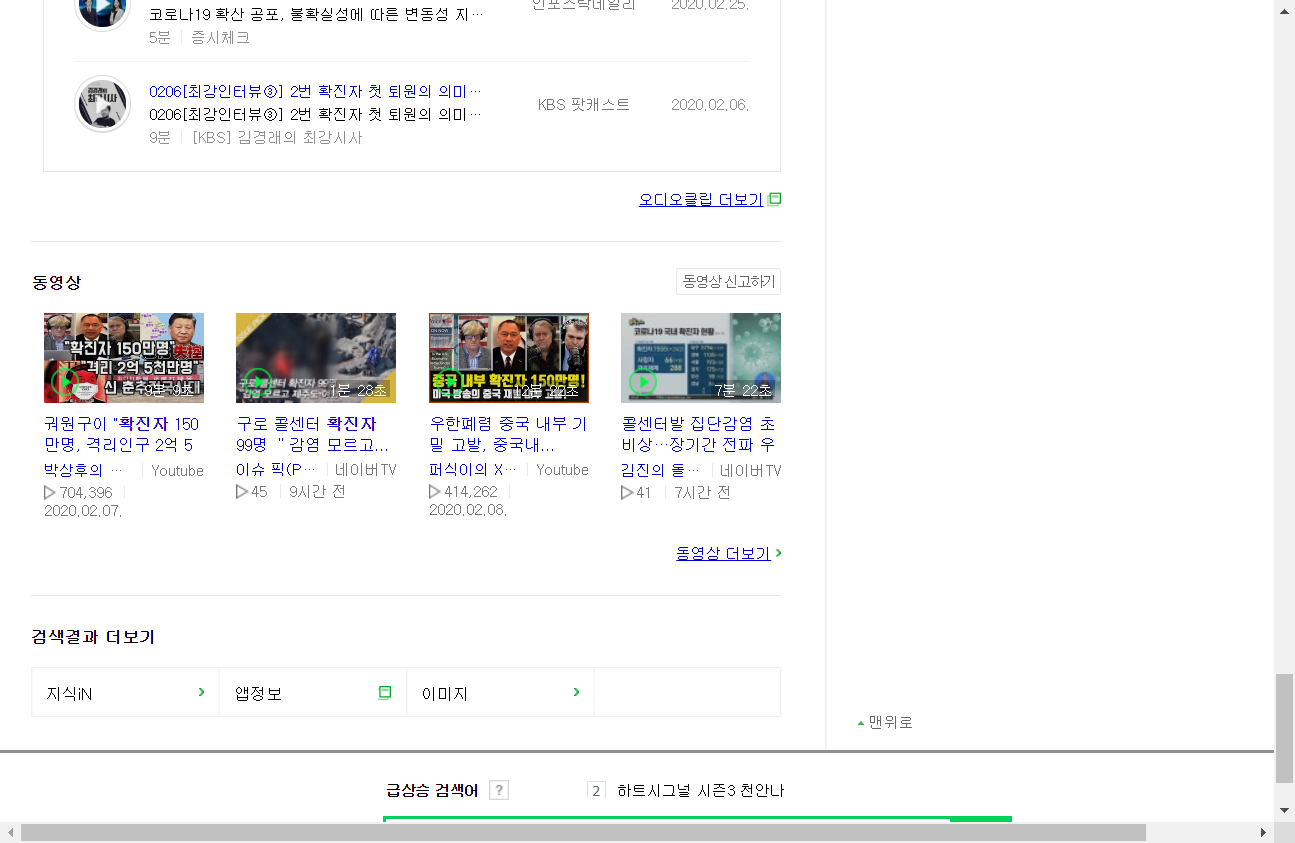 인포스탁데일리
2020.02.25.
코로나19 확산 공포, 불확실성에 따른 변동성 지…
5분 증시체크
0206[최강인터뷰③] 2번 확진자 첫 퇴원의 의미…
KBS 팟캐스트
2020.02.06.
0206[최강인터뷰③] 2번 확진자 첫 퇴원의 의미…
9분 [KBS] 김경래의 최강시사
오디오클립 더보기
동영상
동영상 신고하기
"확진자 150만명"
"격리 2억 5천만명"
1분 28초
12분 22초
코로나19 국내 확진자 현황
7분 22초
궈원구이 "확진자 150
만명, 격리인구 2억 5
박상후의 … Youtube
704,396
2020.02.07.
구로 콜센터 확진자
99명 " 감염 모르고...
이슈 픽(P… 네이버TV
45 9시간 전
우한폐렴 중국 내부 기
밀 고발, 중국내...
퍼식이의 X… Youtube
414,262
2020.02.08.
콜센터발 집단감염 초
비상…장기간 전파 우
김진의 돌… 네이버TV
41 7시간 전
동영상 더보기
검색결과 더보기
지식iN
앱정보
이미지
맨위로
급상승 검색어 ?
2 하트시그널 시즌3 천안나